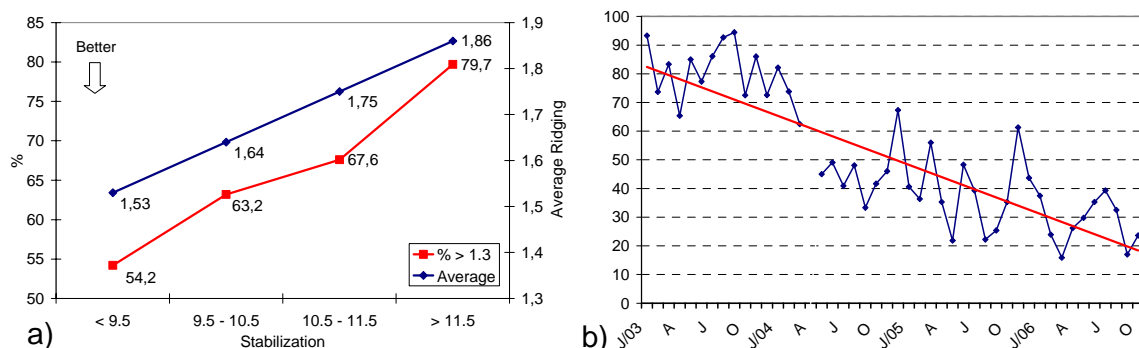 85
80
75
70
65
60
55
50
%
Better
1,53
1,64
1,75
1,86
54,2
63,2
67,6
79,7
% > 1.3
Average
1,9
1,8
1,7
1,6
1,5
1,4
1,3
Average Ridging
< 9.5
9.5 - 10.5
10.5 - 11.5
> 11.5
Stabilization
a)
100
90
80
70
60
50
40
30
20
10
0
J/03
A
J
O
J/04
A
J
O
J/05
A
J
O
J/06
A
J
O
b)